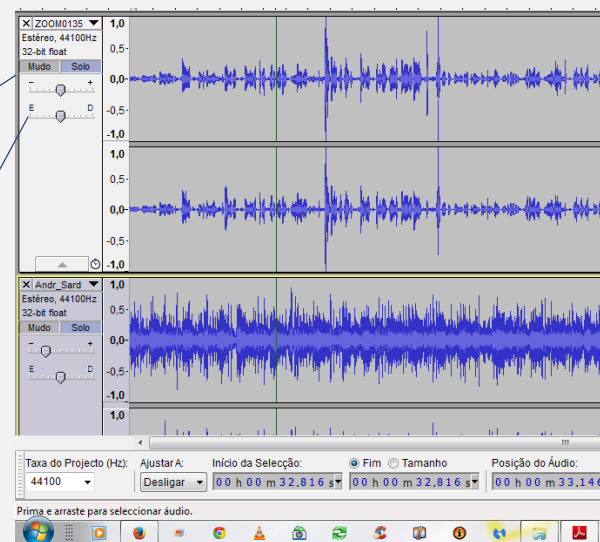 ZOOM0135
Estéreo, 44100Hz
32-bit float
Mudo Solo
- +
E D
1,0
0,5-
0,0-
-0,5-
-1,0
1,0
0,5-
0,0-
-0,5-
-1,0
Andr_Sard
Estéreo, 44100Hz
32-bit float
Mudo Solo
- +
E D
1,0
0,5-
0,0-
-0,5-
-1,0
1,0
Taxa do Projecto (Hz): Ajustar A: Início da Selecção: Fim Tamanho Posição do Áudio:
44100 Desligar 00 h 00 m 32,816 s 00 h 00 m 32,816 s 00 h 00 m 33,146
Prima e arraste para seleccionar áudio.